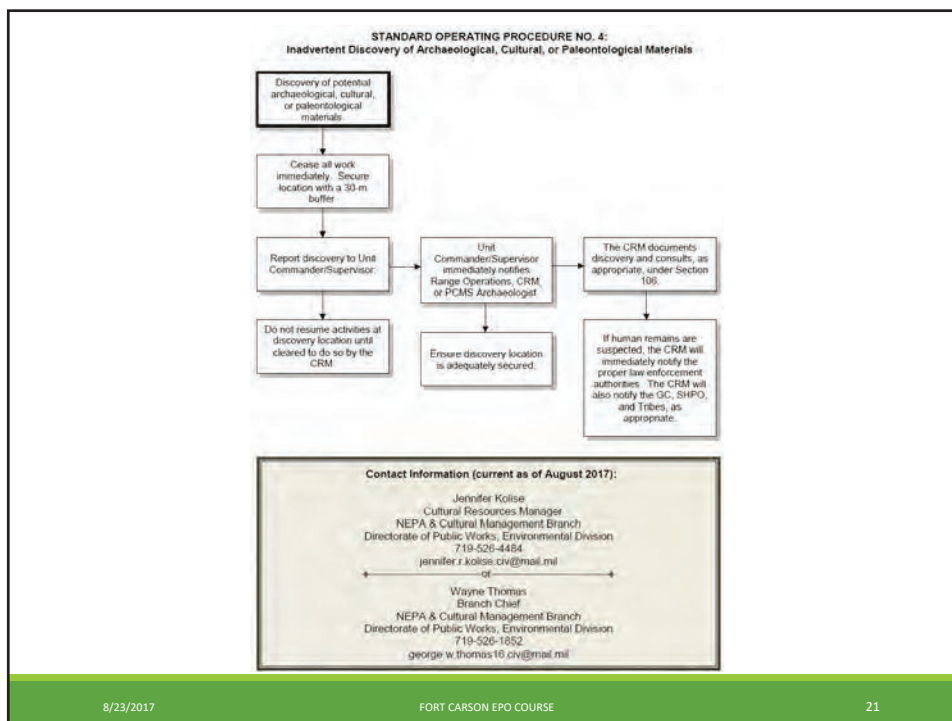 STANDARD OPERATING PROCEDURE NO. 4:
Inadvertent Discovery of Archaeological, Cultural, or Paleontological Materials
Discovery of potential
archaeological, cultural,
or paleontological
materials
Cease all work
immediately. Secure
location with a 30-m
buffer
Report discovery to Unit
Commander/Supervisor.
Do not resume activities at
discovery location until
cleared to do so by the
CRM
Unit
Commander/Supervisor
immediately notifies
Range Operations, CRM,
or PCMS Archaeologist
Ensure discovery location
is adequately secured.
The CRM documents
discovery and consults, as
appropriate, under Section
106.
If human remains are
suspected, the CRM will
immediately notify the
proper law enforcement
authorities. The CRM will
also notify the GC, SHPO,
and Tribes, as
appropriate.
Contact Information (current as of August 2017):
Jennifer Kolise
Cultural Resources Manager
NEPA & Cultural Management Branch
Directorate of Public Works, Environmental Division
719-526-4484
jennifer.r.kolise.civ@mail.mil
or
Wayne Thomas
Branch Chief
NEPA & Cultural Management Branch
Directorate of Public Works, Environmental Division
719-526-1852
george.w.thomas16.civ@mail.mil
8/23/2017
FORT CARSON EPO COURSE
21